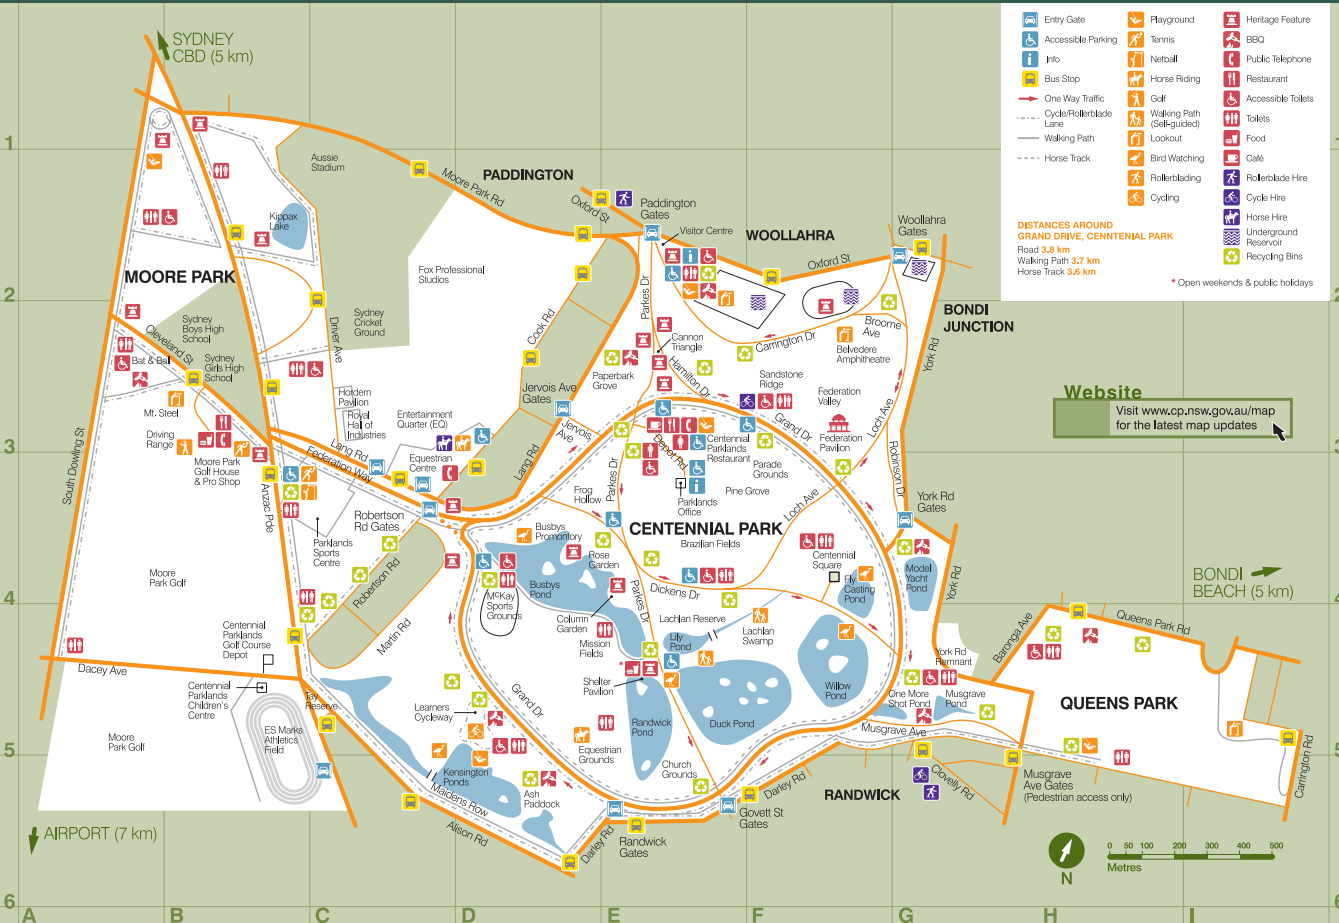 SYDNEY
CBD (5 km)
Entry Gate
Accessible Parking
Info
Bus Stop
One Way Traffic
Cycle/Rollerblade
Lane
Walking Path
Horse Track
Playground
Tennis
Netball
Horse Riding
Golf
Walking Path
(Self-guided)
Lookout
Bird Watching
Rollerblading
Cycling
Heritage Feature
BBQ
Public Telephone
Restaurant
Accessible Toilets
Toilets
Food
Café
Rollerblade Hire
Cycle Hire
Horse Hire
Underground
Reservoir
Recycling Bins
DISTANCES AROUND
GRAND DRIVE, CENNTENIAL PARK
Road 3.8 km
Walking Path 3.7 km
Horse Track 3.6 km
* Open weekends & public holidays
1
Aussie
Stadium
Moore Park Rd
PADDINGTON
Oxford St
Paddington
Gates
Visitor Centre
WOOLLAHRA
Woollahra
Gates
Oxford St
Kippax
Lake
MOORE PARK
Fox Professional
Studios
2
Parkes Dr
BONDI
JUNCTION
Sydney
Boys High
School
Sydney
Cricket
Ground
Driver Ave
Cook Rd
Cleveland St
Bat & Ball
Sydney
Girls High
School
Cannon
Triangle
Carrington Dr
Broome
Ave
Belvedere
Amphitheatre
York Rd
Paperbark
Grove
Hamilton Dr
Sandstone
Ridge
Federation
Valley
Website
Visit www.cp.nsw.gov.au/map
for the latest map updates
Hordern
Pavilion
Royal
Hall of
Industries
Jervois Ave
Gates
Jervois
Ave
Mt. Steel
Entertainment
Quarter (EQ)
Grand Dr
Loch Ave
Driving
Range
Lang Rd
Federation Way
Equestrian
Centre
Lang Rd
Depot Rd
Centennial
Parklands
Restaurant
Federation
Pavilion
3
Moore Park
Golf House
& Pro Shop
Parade
Grounds
Robinson Dr
South Dowling St
Anzac Pde
Frog
Hollow
Parkes Dr
Parklands
Office
Pine Grove
Loch Ave
York Rd
Gates
Robertson
Rd Gates
CENTENNIAL PARK
Brazilian Fields
Parklands
Sports
Centre
Busbys
Promontory
Rose
Garden
Centennial
Square
Model
Yacht
Pond
Moore
Park Golf
Robertson Rd
Busbys
Pond
Dickens Dr
Fly
Casting
Pond
York Rd
BONDI
BEACH (5 km)
4
McKay
Sports
Grounds
Column
Garden
Parkes Dr
Lachlan Reserve
Lachlan
Swamp
Lily
Pond
Queens Park Rd
Baronga Ave
Centennial
Parklands
Golf Course
Depot
Martin Rd
Mission
Fields
York Rd
Remnant
Dacey Ave
Centennial
Parklands
Children's
Centre
Tay
Reserve
Grand Dr
Shelter
Pavilion
Willow
Pond
One More
Shot Pond
Musgrave
Pond
QUEENS PARK
Learners
Cycleway
Randwick
Pond
Duck Pond
Musgrave Ave
Moore
Park Golf
ES Marks
Athletics
Field
Equestrian
Grounds
5
Kensington
Ponds
Church
Grounds
Carrington Rd
Maidens Row
Ash
Paddock
Darley Rd
RANDWICK
Clovelly Rd
Musgrave
Ave Gates
(Pedestrian access only)
Govett St
Gates
AIRPORT (7 km)
Alison Rd
Darley Rd
Randwick
Gates
N
0 50 100 200 300 400 500
Metres
6
A B C D E F G H I